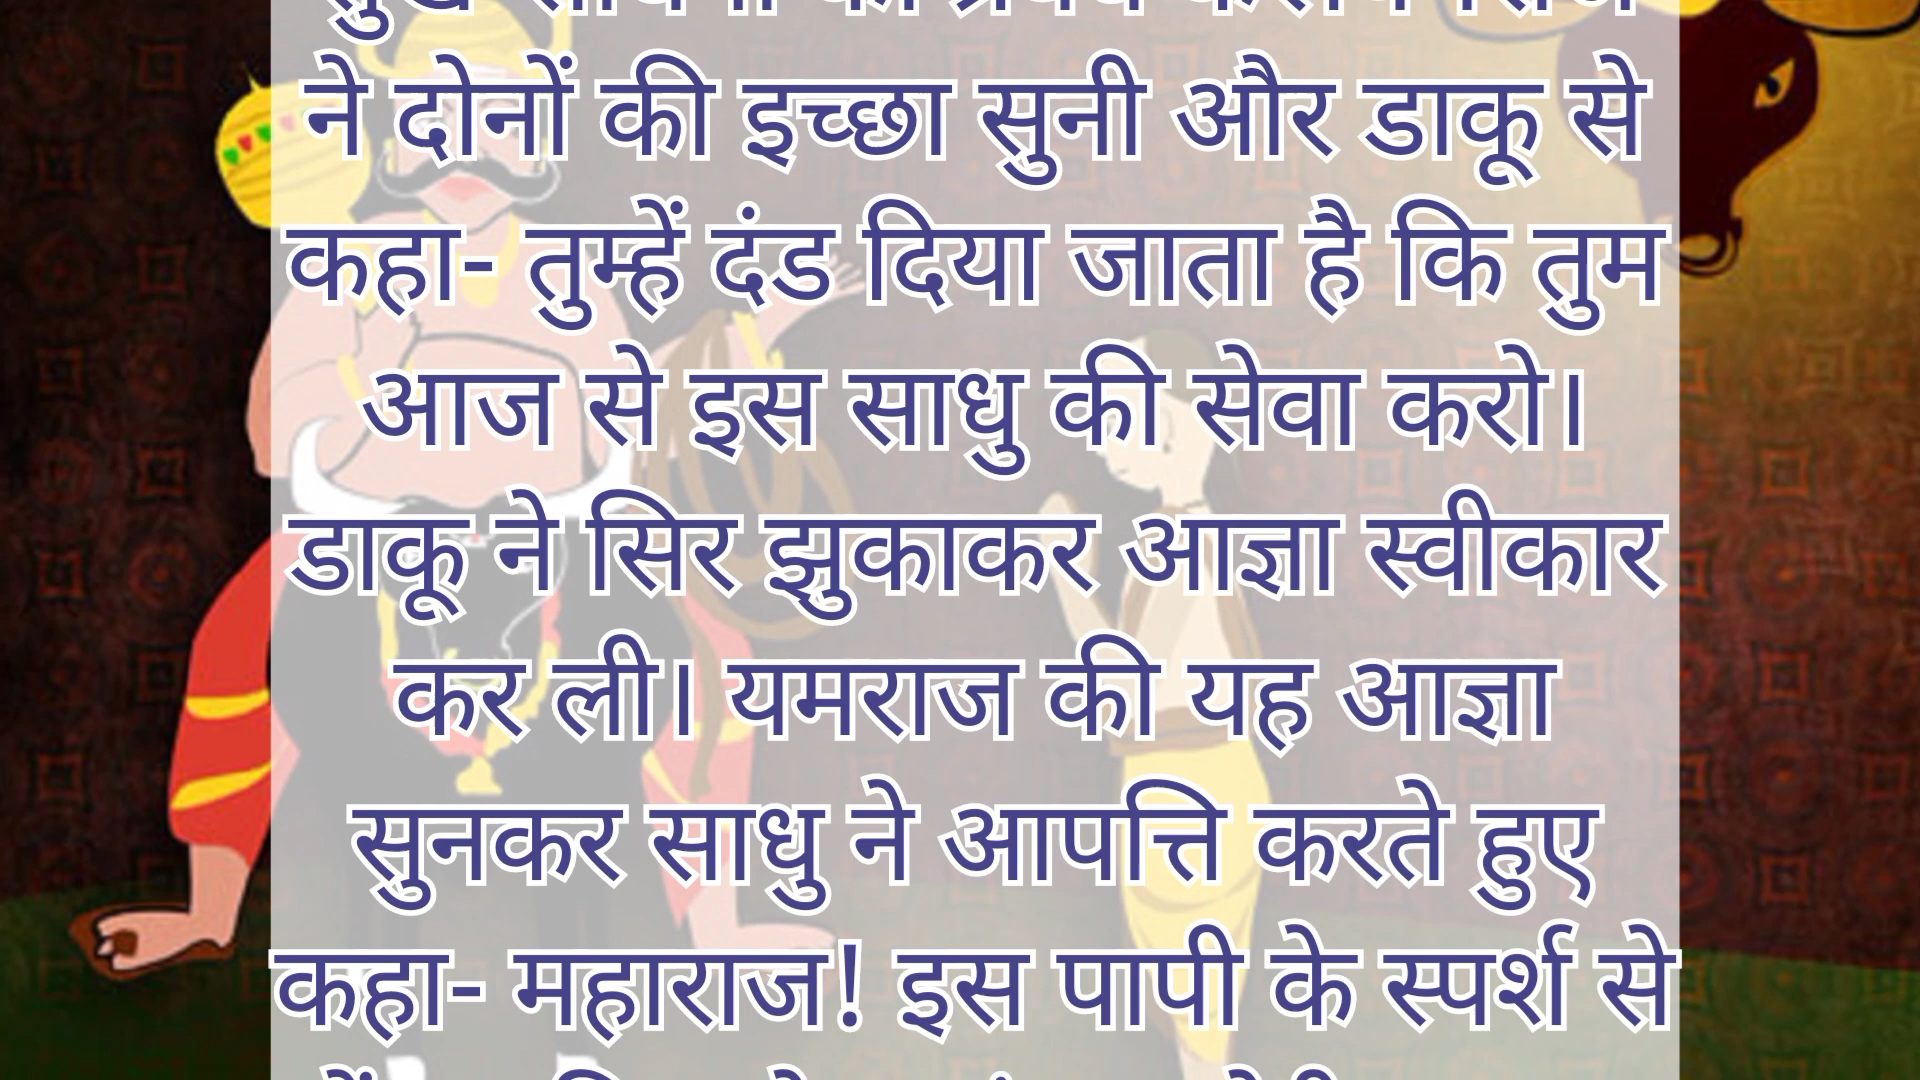 ने दोनों की इच्छा सुनी और डाकू से
कहा- तुम्हें दंड दिया जाता है कि तुम
आज से इस साधु की सेवा करो।
डाकू ने सिर झुकाकर आज्ञा स्वीकार
कर ली। यमराज की यह आज्ञा
सुनकर साधु ने आपत्ति करते हुए
कहा- महाराज! इस पापी के स्पर्श से